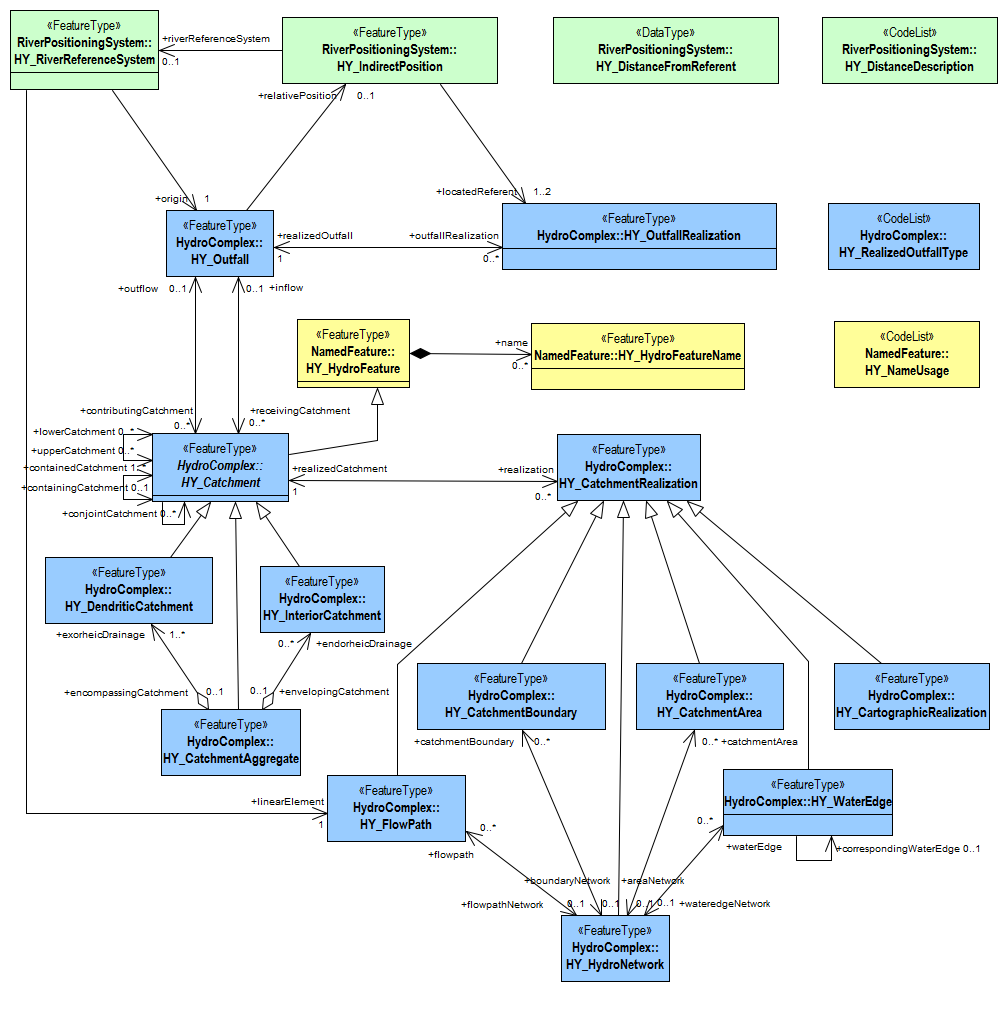 «FeatureType»
RiverPositioningSystem::
HY_RiverReferenceSystem
+riverReferenceSystem
0..1
«FeatureType»
RiverPositioningSystem::
HY_IndirectPosition
«DataType»
RiverPositioningSystem::
HY_DistanceFromReferent
«CodeList»
RiverPositioningSystem::
HY_DistanceDescription
+relativePosition
0..1
+origin
1
+locatedReferent
1..2
«FeatureType»
HydroComplex::
HY_Outfall
+realizedOutfall
1
+outfallRealization
0..*
«FeatureType»
HydroComplex::HY_OutfallRealization
«CodeList»
HydroComplex::
HY_RealizedOutfallType
+outflow
0..1
0..1
+inflow
«FeatureType»
NamedFeature::
HY_HydroFeature
+name
0..*
«FeatureType»
NamedFeature::HY_HydroFeatureName
«CodeList»
NamedFeature::
HY_NameUsage
+contributingCatchment
0..*
+receivingCatchment
0..*
+lowerCatchment 0..*
+upperCatchment 0..*
+containedCatchment 1..*
+containingCatchment 0..1
+conjointCatchment 0..*
«FeatureType»
HydroComplex::
HY_Catchment
+realizedCatchment
1
+realization
0..*
«FeatureType»
HydroComplex::
HY_CatchmentRealization
«FeatureType»
HydroComplex::
HY_DendriticCatchment
«FeatureType»
HydroComplex::
HY_InteriorCatchment
+exorheicDrainage
1..*
0..*
+endorheicDrainage
+encompassingCatchment
0..1
0..1
+envelopingCatchment
«FeatureType»
HydroComplex::
HY_CatchmentAggregate
«FeatureType»
HydroComplex::
HY_CatchmentBoundary
«FeatureType»
HydroComplex::
HY_CatchmentArea
«FeatureType»
HydroComplex::
HY_CartographicRealization
+catchmentBoundary
0..*
0..* +catchmentArea
+linearElement
1
«FeatureType»
HydroComplex::
HY_FlowPath
«FeatureType»
HydroComplex::HY_WaterEdge
0..*
+flowpath
0..*
+waterEdge
+correspondingWaterEdge 0..1
+boundaryNetwork
+areaNetwork
+flowpathNetwork
0..1
0..1
0..1
0..1
+wateredgeNetwork
«FeatureType»
HydroComplex::
HY_HydroNetwork